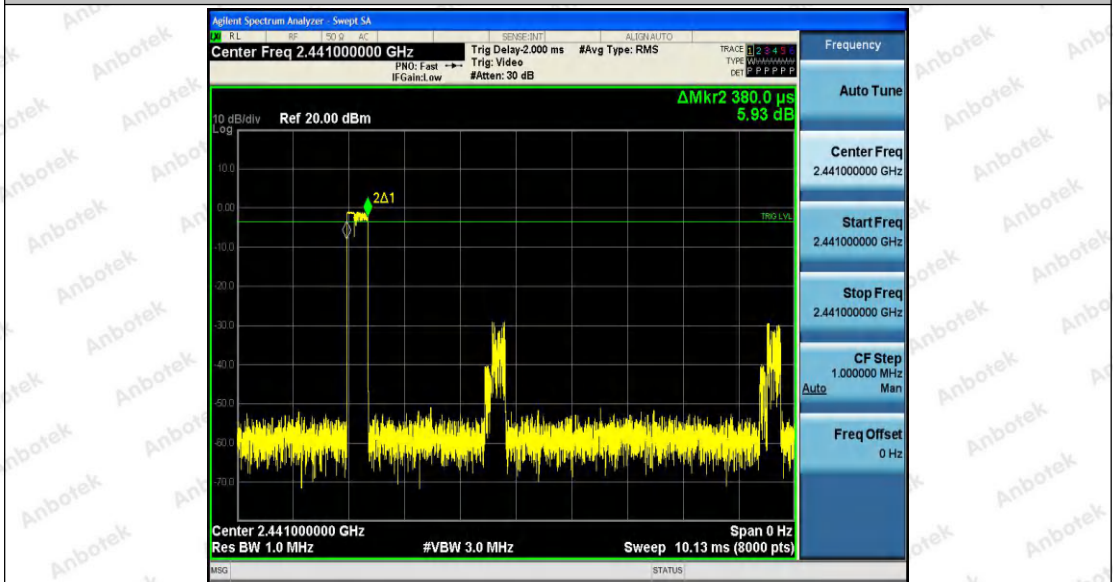 Agilent Spectrum Analyzer - Swept SA
RL RF 50 Ω AC SENSE:INT ALIGN AUTO
Center Freq 2.441000000 GHz
PNO: Fast
IFGain:Low
Trig Delay-2.000 ms
Trig: Video
#Atten: 30 dB
#Avg Type: RMS
TRACE 1 2 3 4 5 6
TYPE W
DET P P P P P P
ΔMkr2 380.0 µs
5.93 dB
10 dB/div Ref 20.00 dBm
Log
10.0
2Δ1
0.00
TRIG LVL
-10.0
-20.0
-30.0
-40.0
-50.0
-60.0
-70.0
Center 2.441000000 GHz Span 0 Hz
Res BW 1.0 MHz #VBW 3.0 MHz Sweep 10.13 ms (8000 pts)
MSG STATUS
Frequency
Auto Tune
Center Freq
2.441000000 GHz
Start Freq
2.441000000 GHz
Stop Freq
2.441000000 GHz
CF Step
1.000000 MHz
Auto Man
Freq Offset
0 Hz
Anbotek